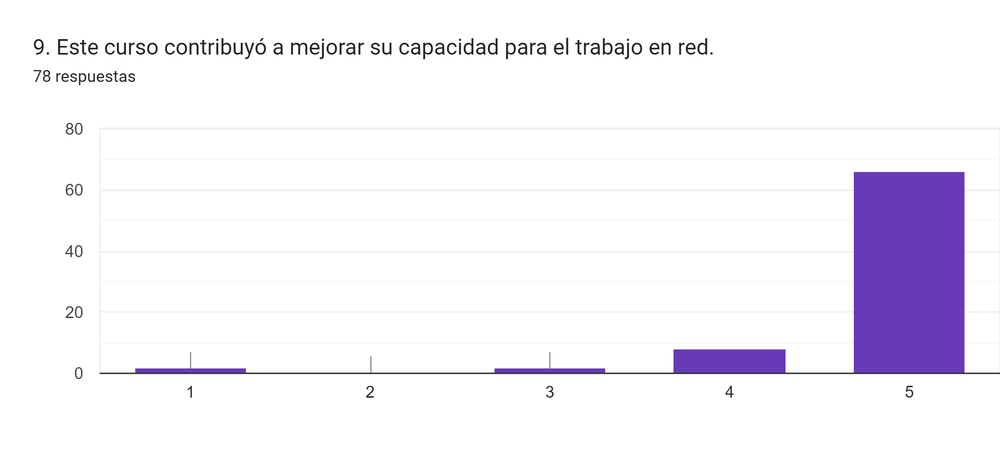 9. Este curso contribuyó a mejorar su capacidad para el trabajo en red.
78 respuestas
80
60
40
20
0
1 2 3 4 5